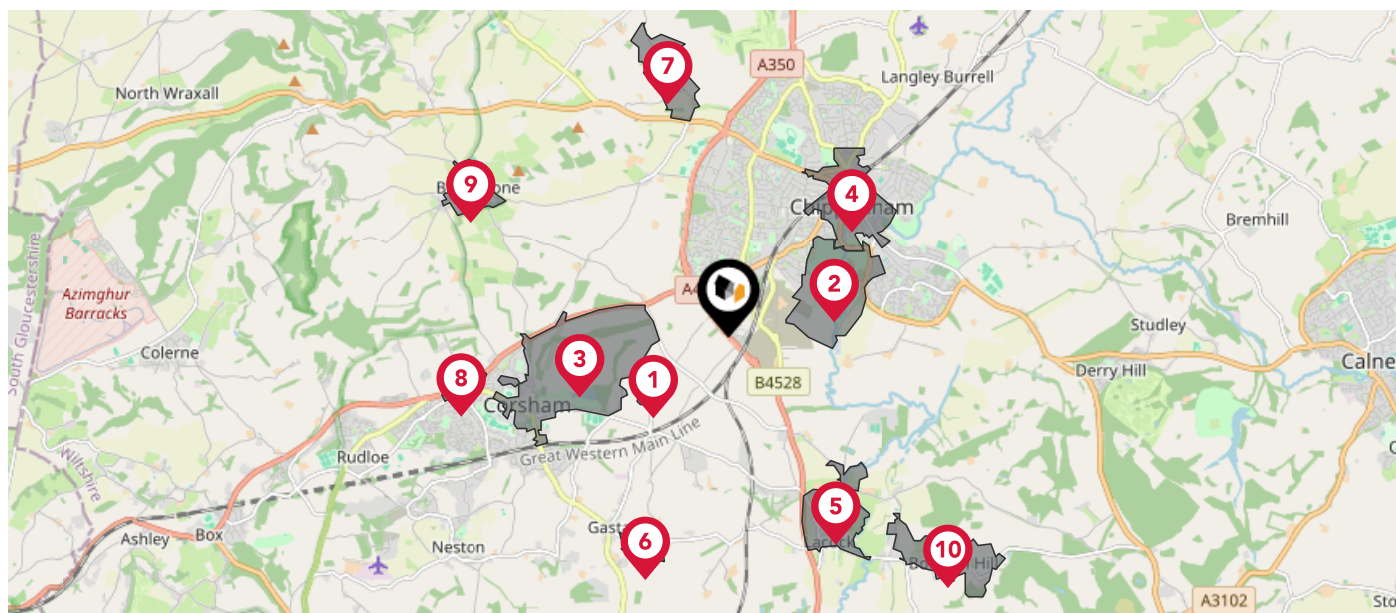 A350
Langley Burrell
7
North Wraxall
9
4
Bremhill
South Gloucestershire
Azimghur
Barracks
2
Studley
Colerne
3
Calne
Derry Hill
8
1
B4528
Corsham
Great Western Main Line
Rudloe
Wiltshire
5
Ashley
Box
Neston
6
10
A3102